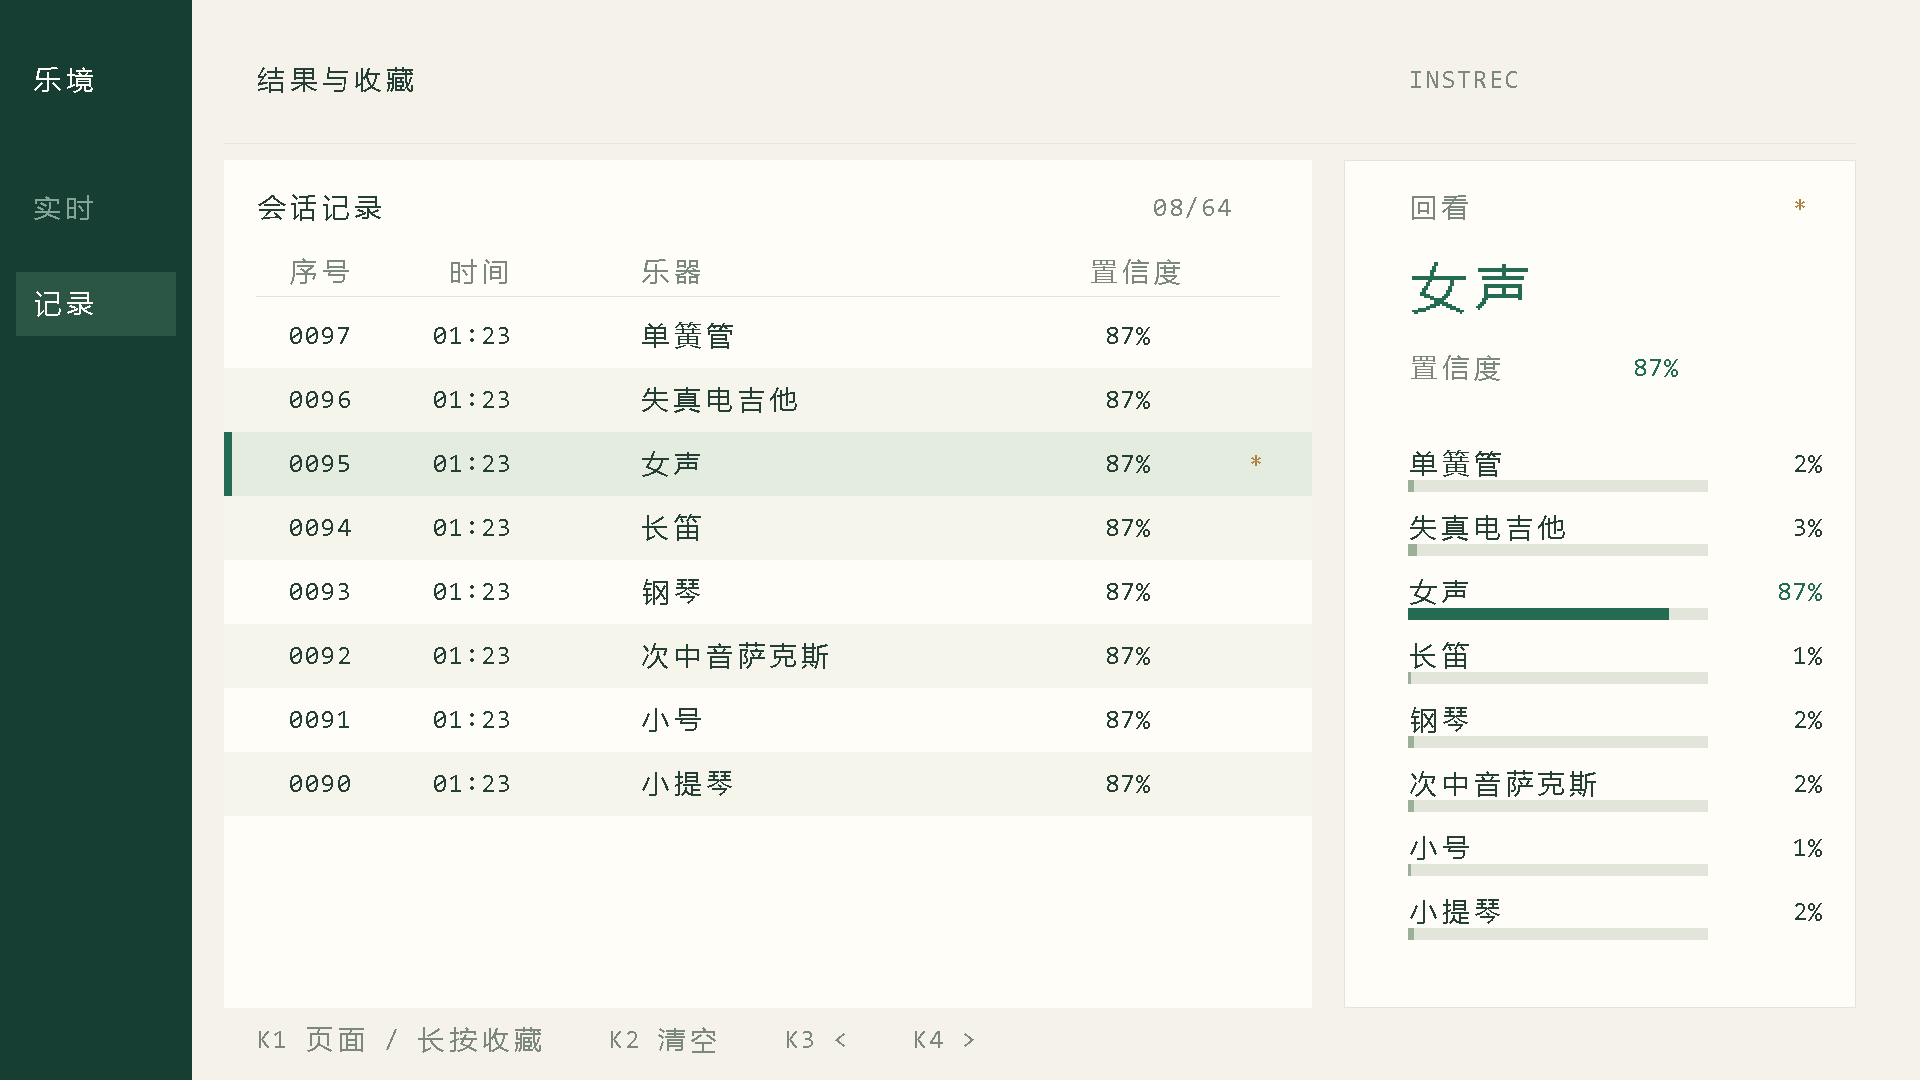 乐境
实时
记录
结果与收藏
INSTREC
会话记录 08/64
序号 时间 乐器 置信度
0097 01:23 单簧管 87%
0096 01:23 失真电吉他 87%
0095 01:23 女声 87% *
0094 01:23 长笛 87%
0093 01:23 钢琴 87%
0092 01:23 次中音萨克斯 87%
0091 01:23 小号 87%
0090 01:23 小提琴 87%
回看 *
女声
置信度 87%
单簧管 2%
失真电吉他 3%
女声 87%
长笛 1%
钢琴 2%
次中音萨克斯 2%
小号 1%
小提琴 2%
K1 页面 / 长按收藏 K2 清空 K3 < K4 >